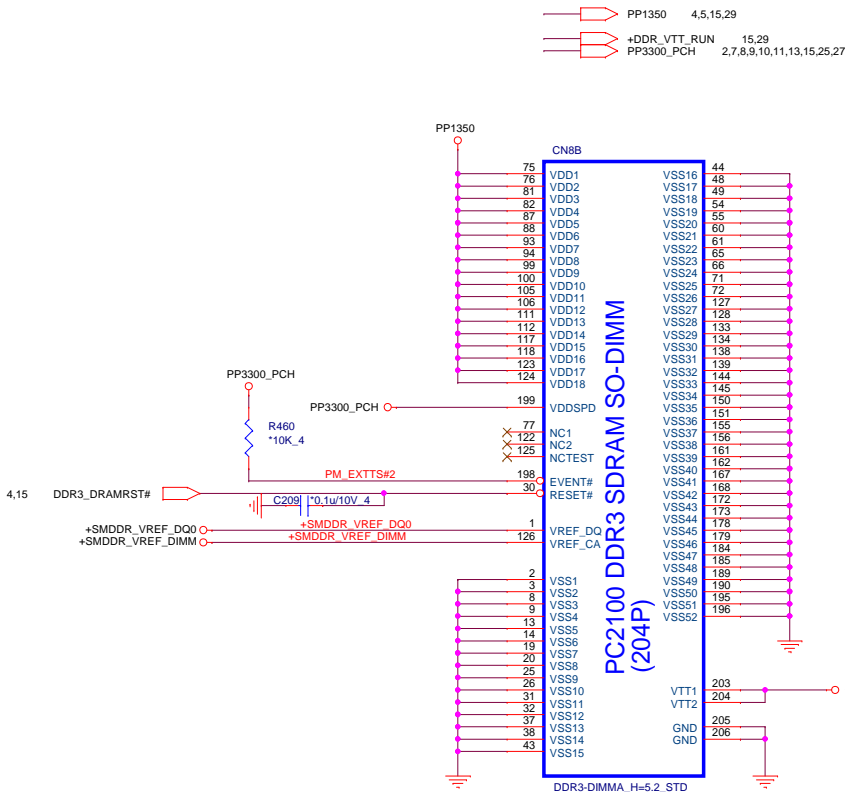 PP1350 4,5,15,29
+DDR_VTT_RUN 15,29
PP3300_PCH 2,7,8,9,10,11,13,15,25,27
PP1350
CN8B
75 VDD1 VSS16 44
76 VDD2 VSS17 48
81 VDD3 VSS18 49
82 VDD4 VSS19 54
87 VDD5 VSS20 55
88 VDD6 VSS21 60
93 VDD7 VSS22 61
94 VDD8 VSS23 65
99 VDD9 VSS24 66
100 VDD10 VSS25 71
105 VDD11 VSS26 72
106 VDD12 VSS27 127
111 VDD13 VSS28 128
112 VDD14 VSS29 133
117 VDD15 VSS30 134
118 VDD16 VSS31 138
123 VDD17 VSS32 139
124 VDD18 VSS33 144
VSS34 145
PP3300_PCH 199 VDDSPD VSS35 150
VSS36 151
77 NC1 VSS37 155
122 NC2 VSS38 156
125 NCTEST VSS39 161
VSS40 162
PP3300_PCH
R460
*10K_4
PM_EXTTS#2 198 EVENT# VSS41 167
4,15 DDR3_DRAMRST# 30 RESET# VSS42 168
C209 *0.1u/10V_4 VSS43 172
VSS44 173
+SMDDR_VREF_DQ0 +SMDDR_VREF_DQ0 1 VREF_DQ VSS45 178
+SMDDR_VREF_DIMM +SMDDR_VREF_DIMM 126 VREF_CA VSS46 179
VSS47 184
VSS48 185
2 VSS1 VSS49 189
3 VSS2 VSS50 190
8 VSS3 VSS51 195
9 VSS4 VSS52 196
13 VSS5
14 VSS6
19 VSS7
20 VSS8
25 VSS9
26 VSS10 VTT1 203
31 VSS11 VTT2 204
32 VSS12
37 VSS13 GND 205
38 VSS14 GND 206
43 VSS15
PC2100 DDR3 SDRAM SO-DIMM
(204P)
DDR3-DIMMA_H=5.2_STD